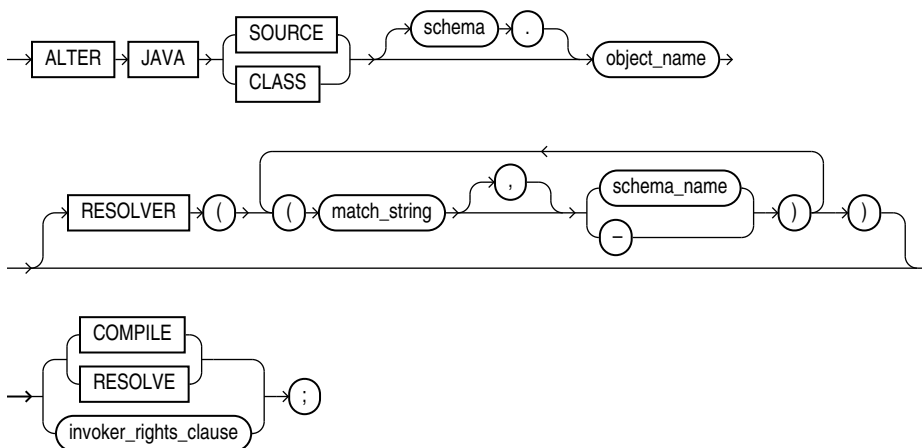 SOURCE schema .
ALTER JAVA object_name
CLASS
, schema_name
RESOLVER ( ( match_string ) )
–
COMPILE
RESOLVE ;
invoker_rights_clause